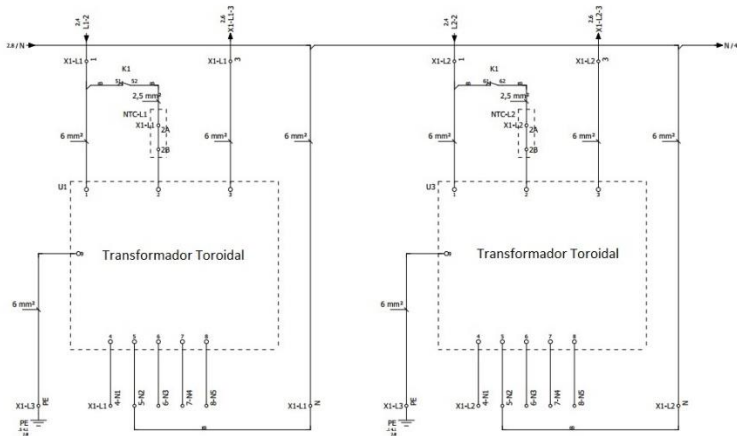 2.4
L1-2
2.6
X1-L1-3
2.4
L2-2
2.6
X1-L2-3
2.8 / N
N / 4
X1-L1
1
X1-L1
3
X1-L2
1
X1-L2
3
K1
51
52
K1
61
62
2,5 mm²
2,5 mm²
NTC-L1
X1-L1
2A
2B
NTC-L2
X1-L2
2A
2B
6 mm²
6 mm²
6 mm²
6 mm²
6 mm²
6 mm²
U1
1
2
3
U3
1
2
3
Transformador Toroidal
Transformador Toroidal
6 mm²
6 mm²
4
5
6
7
8
4
5
6
7
8
X1-L3
PE
X1-L1
4-N1
5-N2
6-N3
7-N4
8-N5
X1-L1
N
X1-L3
PE
X1-L2
4-N1
5-N2
6-N3
7-N4
8-N5
X1-L2
N
PE
PE